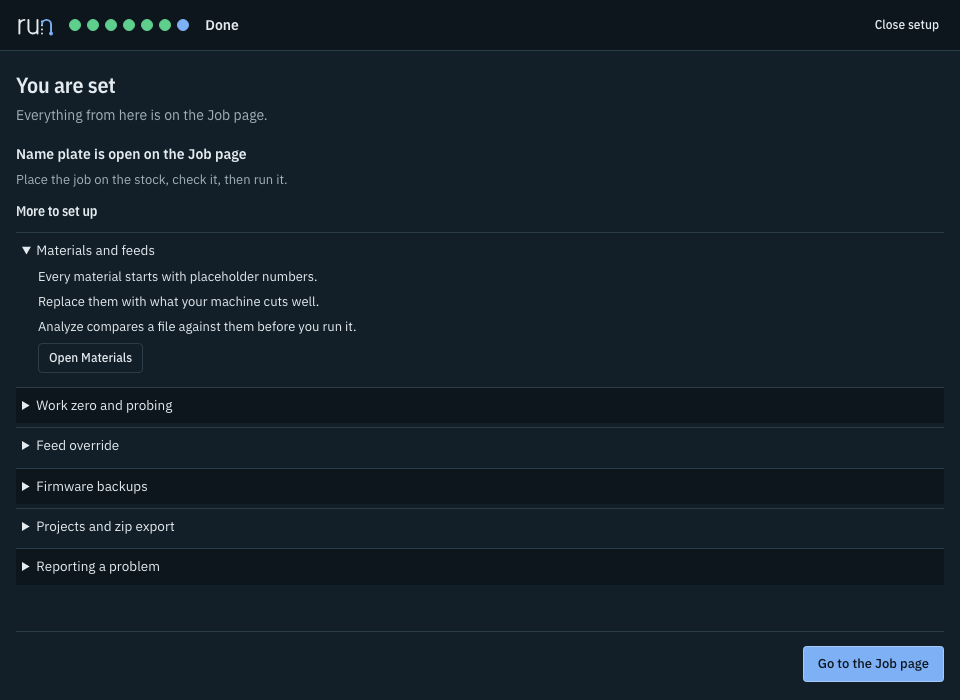 run
Done
Close setup
You are set
Everything from here is on the Job page.
Name plate is open on the Job page
Place the job on the stock, check it, then run it.
More to set up
Materials and feeds
Every material starts with placeholder numbers.
Replace them with what your machine cuts well.
Analyze compares a file against them before you run it.
Open Materials
Work zero and probing
Feed override
Firmware backups
Projects and zip export
Reporting a problem
Go to the Job page